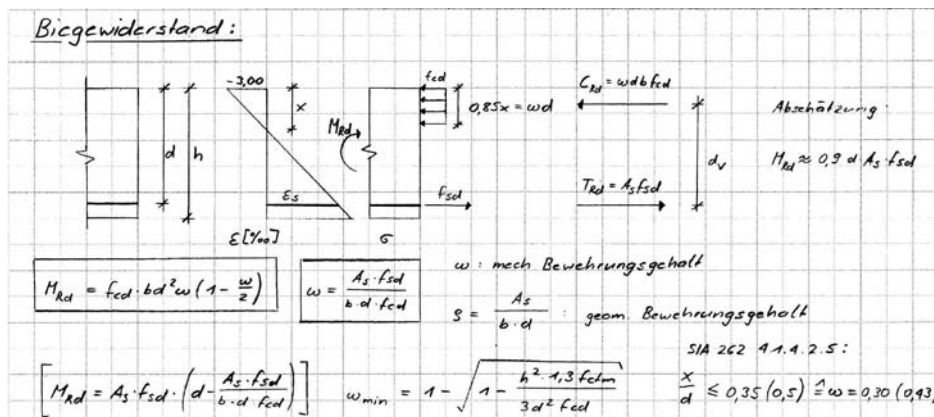 Biegewiderstand:
-3,00
x
d
h
εs
ε[‰]
MRd
fcd
0,85x = ωd
fsd
σ
CRd = ωdbfcd
dv
TRd = Asfsd
Abschätzung
MRd ≈ 0,9 d As·fsd
MRd = fcd·bd²ω(1 - ω/2)
ω = As·fsd / b·d·fcd
ω : mech. Bewehrungsgehalt
ρ = As / b·d : geom. Bewehrungsgehalt
[MRd = As·fsd·(d - As·fsd / b·d·fcd)]
ωmin = 1 - √(1 - h²·1,3 fctm / 3d² fcd)
SIA 262 4.1.4.2.5:
x/d ≤ 0,35 (0,5) ≙ ω = 0,30 (0,43)